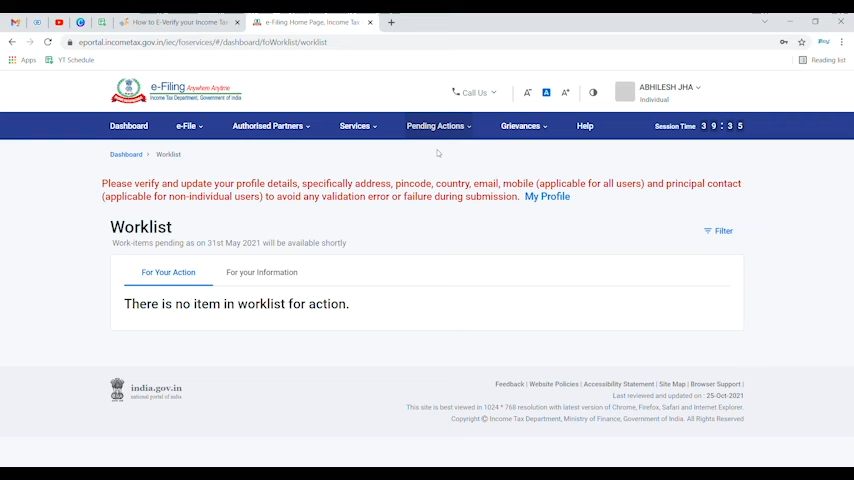 How to E-Verify your Income Tax
e-Filing Home Page, Income Tax
eportal.incometax.gov.in/iec/foservices/#/dashboard/foWorklist/worklist
Apps
YT Schedule
Reading list
e-Filing Anywhere Anytime
Income Tax Department, Government of India
Call Us
A-
A
A+
ABHILESH JHA
Individual
Dashboard
e-File
Authorised Partners
Services
Pending Actions
Grievances
Help
Session Time 3 9 : 3 5
Dashboard > Worklist
Please verify and update your profile details, specifically address, pincode, country, email, mobile (applicable for all users) and principal contact
(applicable for non-individual users) to avoid any validation error or failure during submission. My Profile
Worklist
Filter
Work-items pending as on 31st May 2021 will be available shortly
For Your Action
For your Information
There is no item in worklist for action.
india.gov.in
national portal of india
Feedback | Website Policies | Accessibility Statement | Site Map | Browser Support |
Last reviewed and updated on : 25-Oct-2021
This site is best viewed in 1024 * 768 resolution with latest version of Chrome, Firefox, Safari and Internet Explorer.
Copyright © Income Tax Department, Ministry of Finance, Government of India. All Rights Reserved